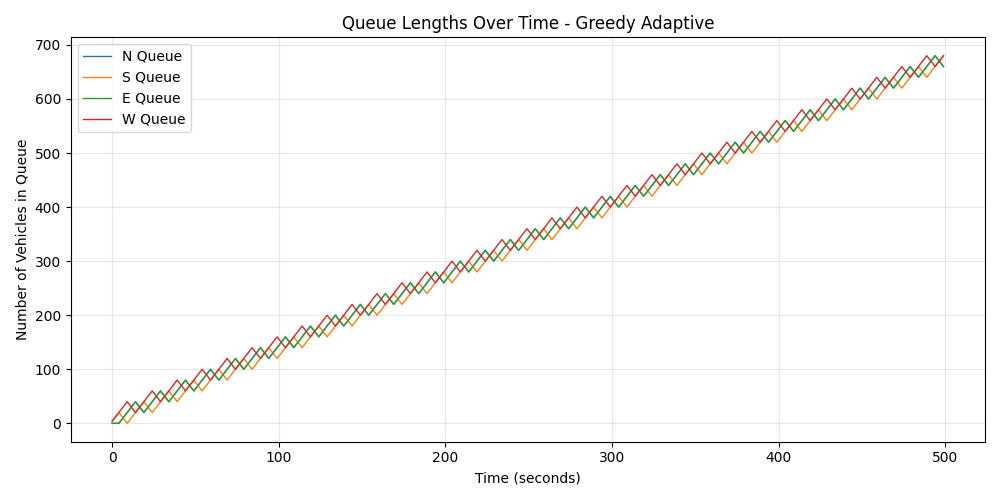 Queue Lengths Over Time - Greedy Adaptive
Number of Vehicles in Queue
700
600
500
400
300
200
100
0
N Queue
S Queue
E Queue
W Queue
0 100 200 300 400 500
Time (seconds)